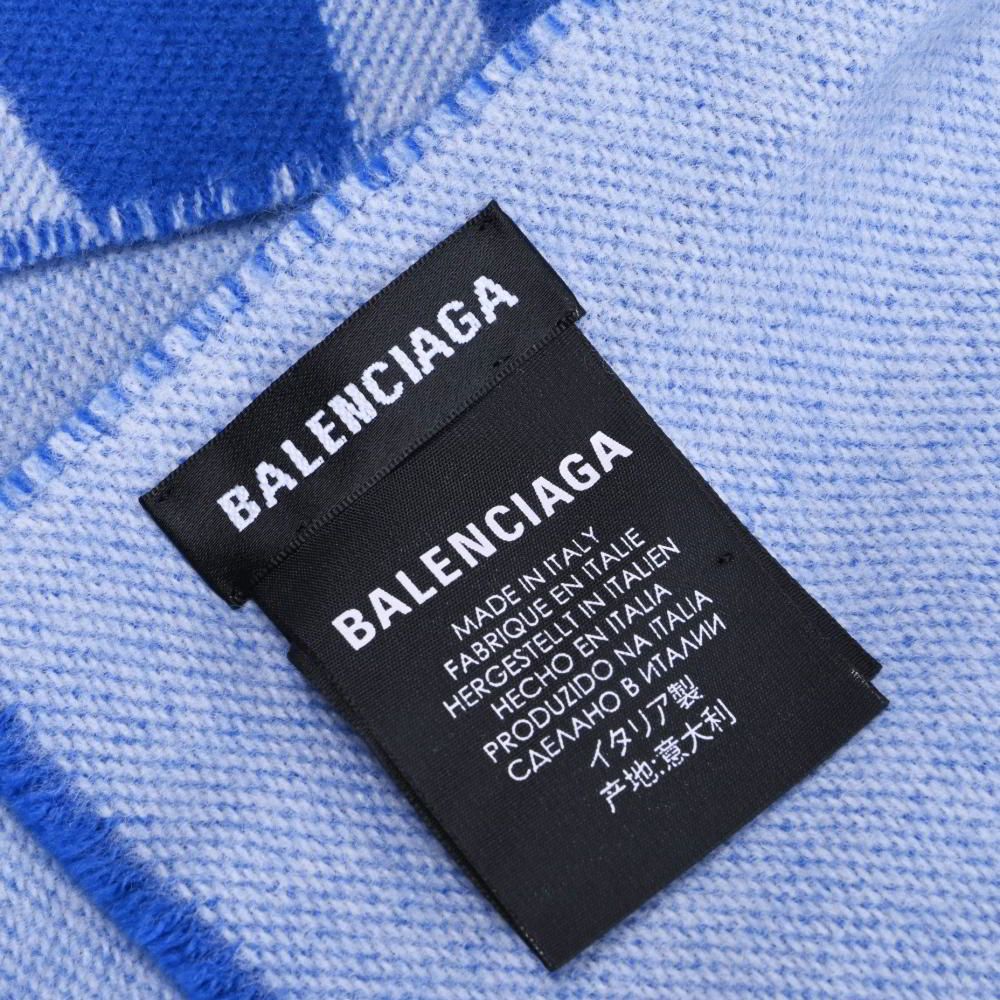 BALENCIAGA
BALENCIAGA
MADE IN ITALY
FABRIQUE EN ITALIE
HERGESTELLT IN ITALIEN
HECHO EN ITALIA
PRODUZIDO NA ITALIA
СДЕЛАНО В ИТАЛИИ
イタリア製
产地:意大利